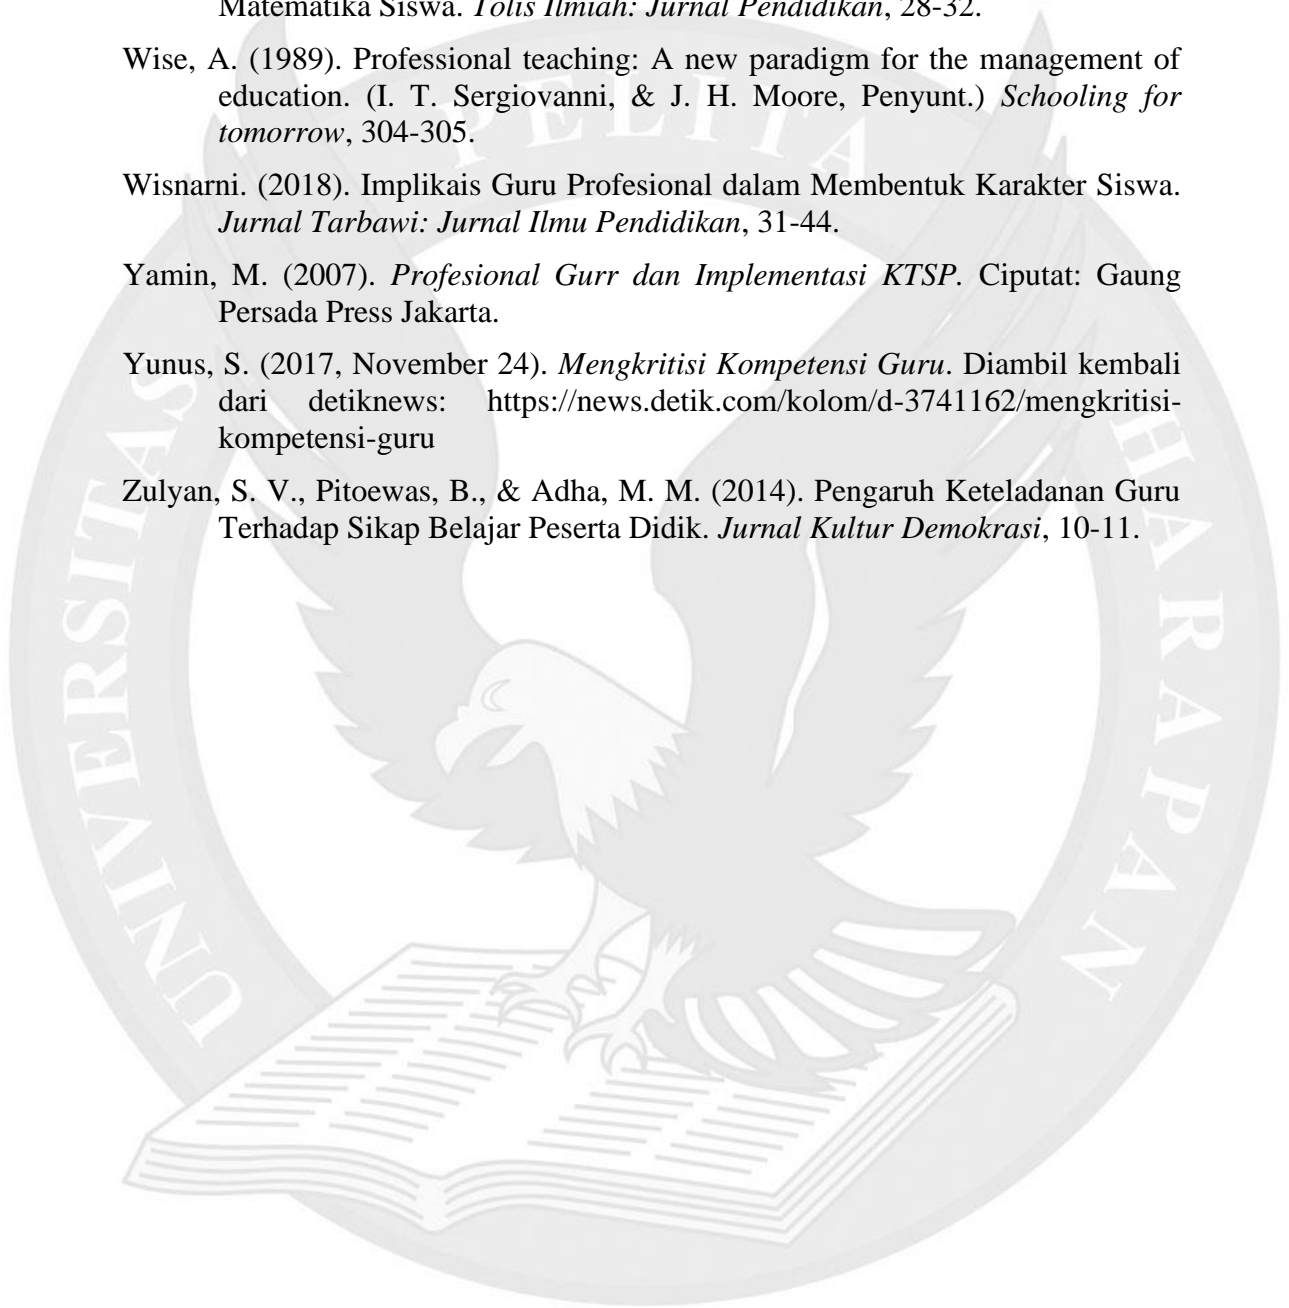 Matematika Siswa. Tolis Ilmiah: Jurnal Pendidikan, 28-32.
Wise, A. (1989). Professional teaching: A new paradigm for the management of
education. (I. T. Sergiovanni, & J. H. Moore, Penyunt.) Schooling for
tomorrow, 304-305.
Wisnarni. (2018). Implikais Guru Profesional dalam Membentuk Karakter Siswa.
Jurnal Tarbawi: Jurnal Ilmu Pendidikan, 31-44.
Yamin, M. (2007). Profesional Gurr dan Implementasi KTSP. Ciputat: Gaung
Persada Press Jakarta.
Yunus, S. (2017, November 24). Mengkritisi Kompetensi Guru. Diambil kembali
dari detiknews: https://news.detik.com/kolom/d-3741162/mengkritisi-
kompetensi-guru
Zulyan, S. V., Pitoewas, B., & Adha, M. M. (2014). Pengaruh Keteladanan Guru
Terhadap Sikap Belajar Peserta Didik. Jurnal Kultur Demokrasi, 10-11.
UNIVERSITAS PELITA HARAPAN